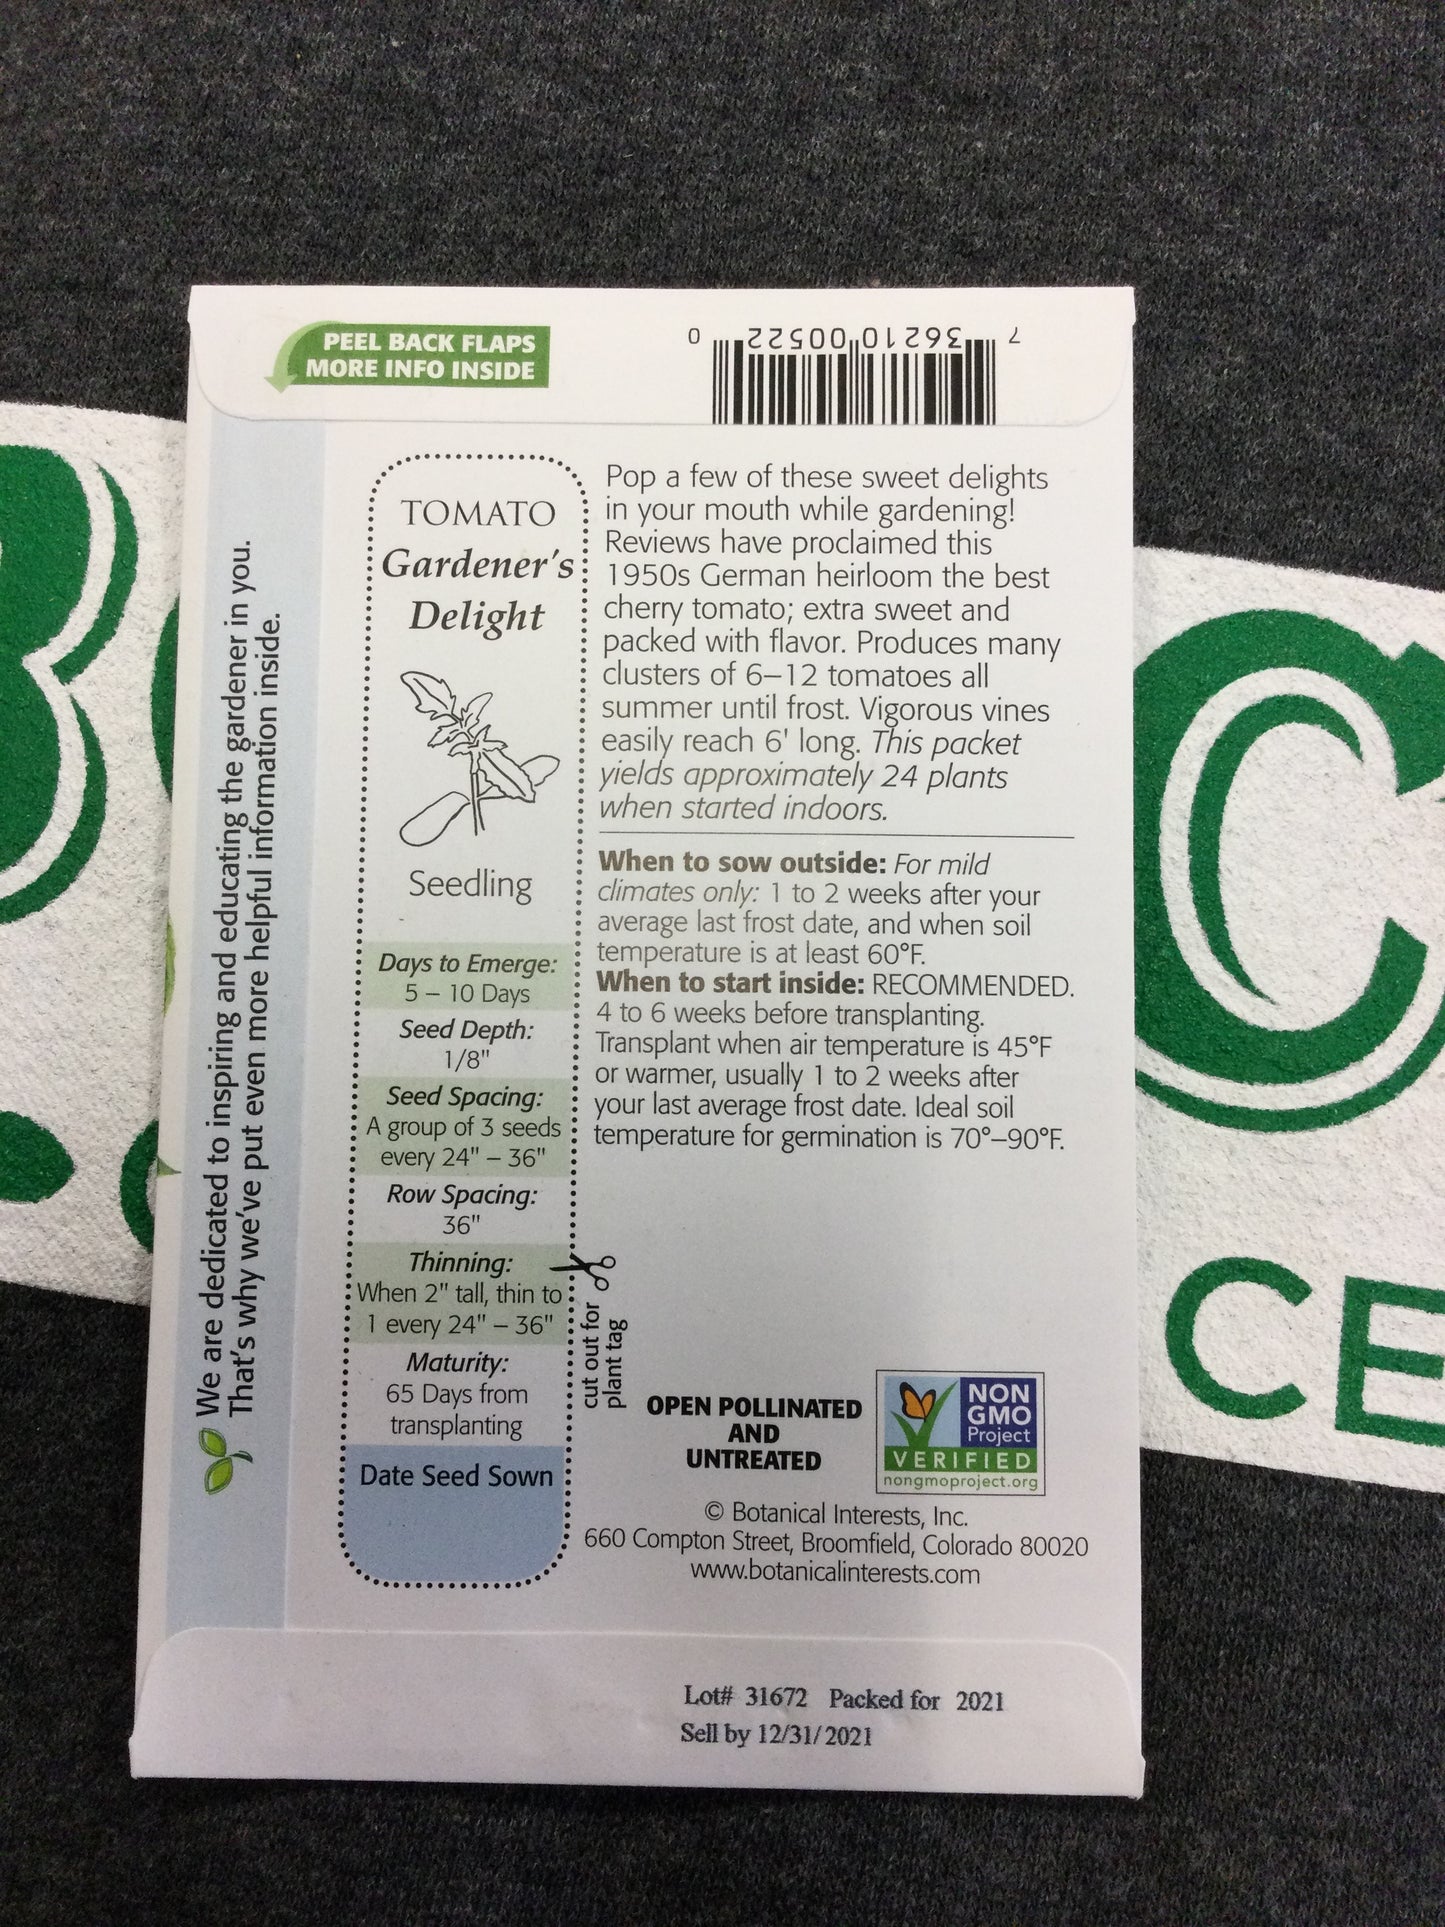 PEEL BACK FLAPS
MORE INFO INSIDE
7 36210 00522 0
We are dedicated to inspiring and educating the gardener in you.
That's why we've put even more helpful information inside.
TOMATO
Gardener's
Delight
Seedling
Days to Emerge:
5 – 10 Days
Seed Depth:
1/8"
Seed Spacing:
A group of 3 seeds
every 24" – 36"
Row Spacing:
36"
Thinning:
When 2" tall, thin to
1 every 24" – 36"
Maturity:
65 Days from
transplanting
Date Seed Sown
cut out for
plant tag
Pop a few of these sweet delights
in your mouth while gardening!
Reviews have proclaimed this
1950s German heirloom the best
cherry tomato; extra sweet and
packed with flavor. Produces many
clusters of 6–12 tomatoes all
summer until frost. Vigorous vines
easily reach 6' long. This packet
yields approximately 24 plants
when started indoors.
When to sow outside: For mild
climates only: 1 to 2 weeks after your
average last frost date, and when soil
temperature is at least 60°F.
When to start inside: RECOMMENDED.
4 to 6 weeks before transplanting.
Transplant when air temperature is 45°F
or warmer, usually 1 to 2 weeks after
your last average frost date. Ideal soil
temperature for germination is 70°–90°F.
OPEN POLLINATED
AND
UNTREATED
NON
GMO
Project
VERIFIED
nongmoproject.org
© Botanical Interests, Inc.
660 Compton Street, Broomfield, Colorado 80020
www.botanicalinterests.com
Lot# 31672 Packed for 2021
Sell by 12/31/2021
C
CE